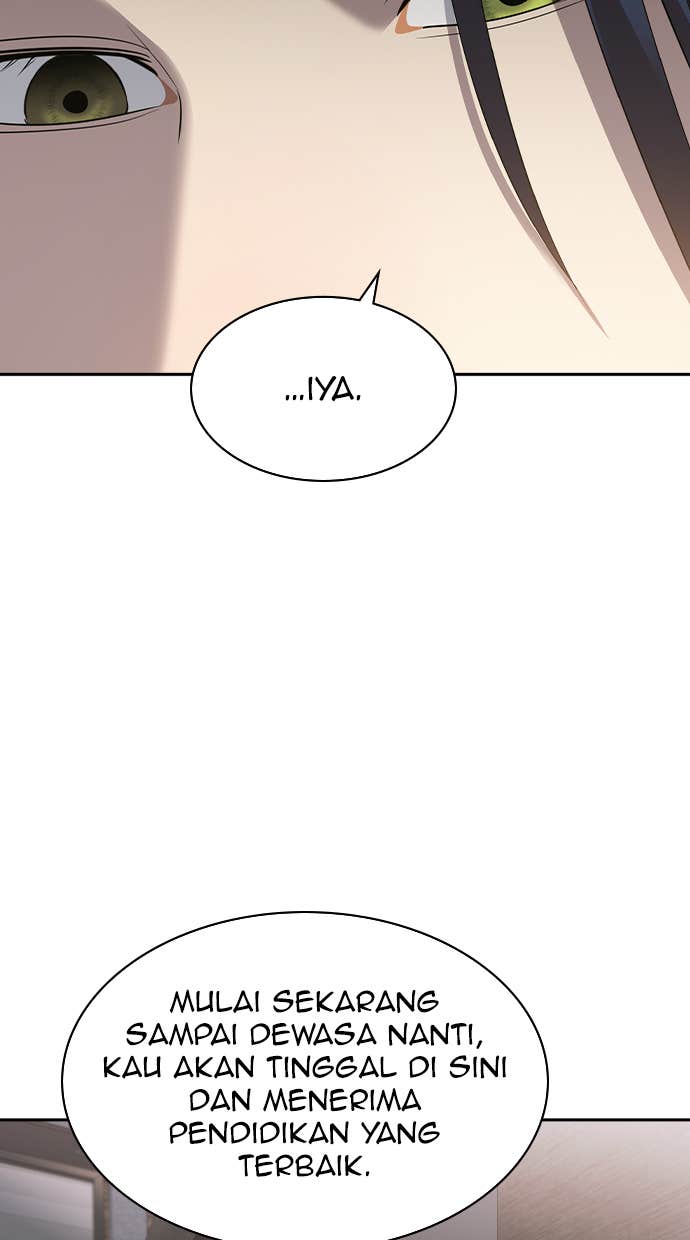 ...IYA.
MULAI SEKARANG
SAMPAI DEWASA NANTI,
KAU AKAN TINGGAL DI SINI
DAN MENERIMA
PENDIDIKAN YANG
TERBAIK.